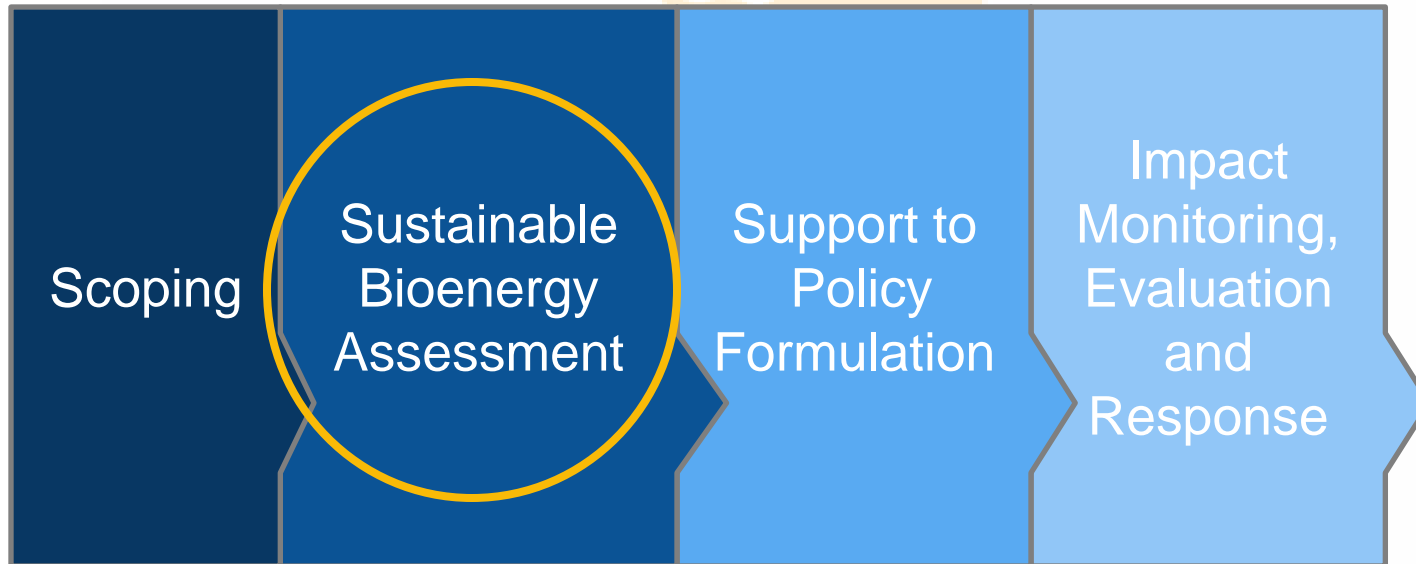 Scoping
Sustainable
Bioenergy
Assessment
Support to
Policy
Formulation
Impact
Monitoring,
Evaluation
and
Response